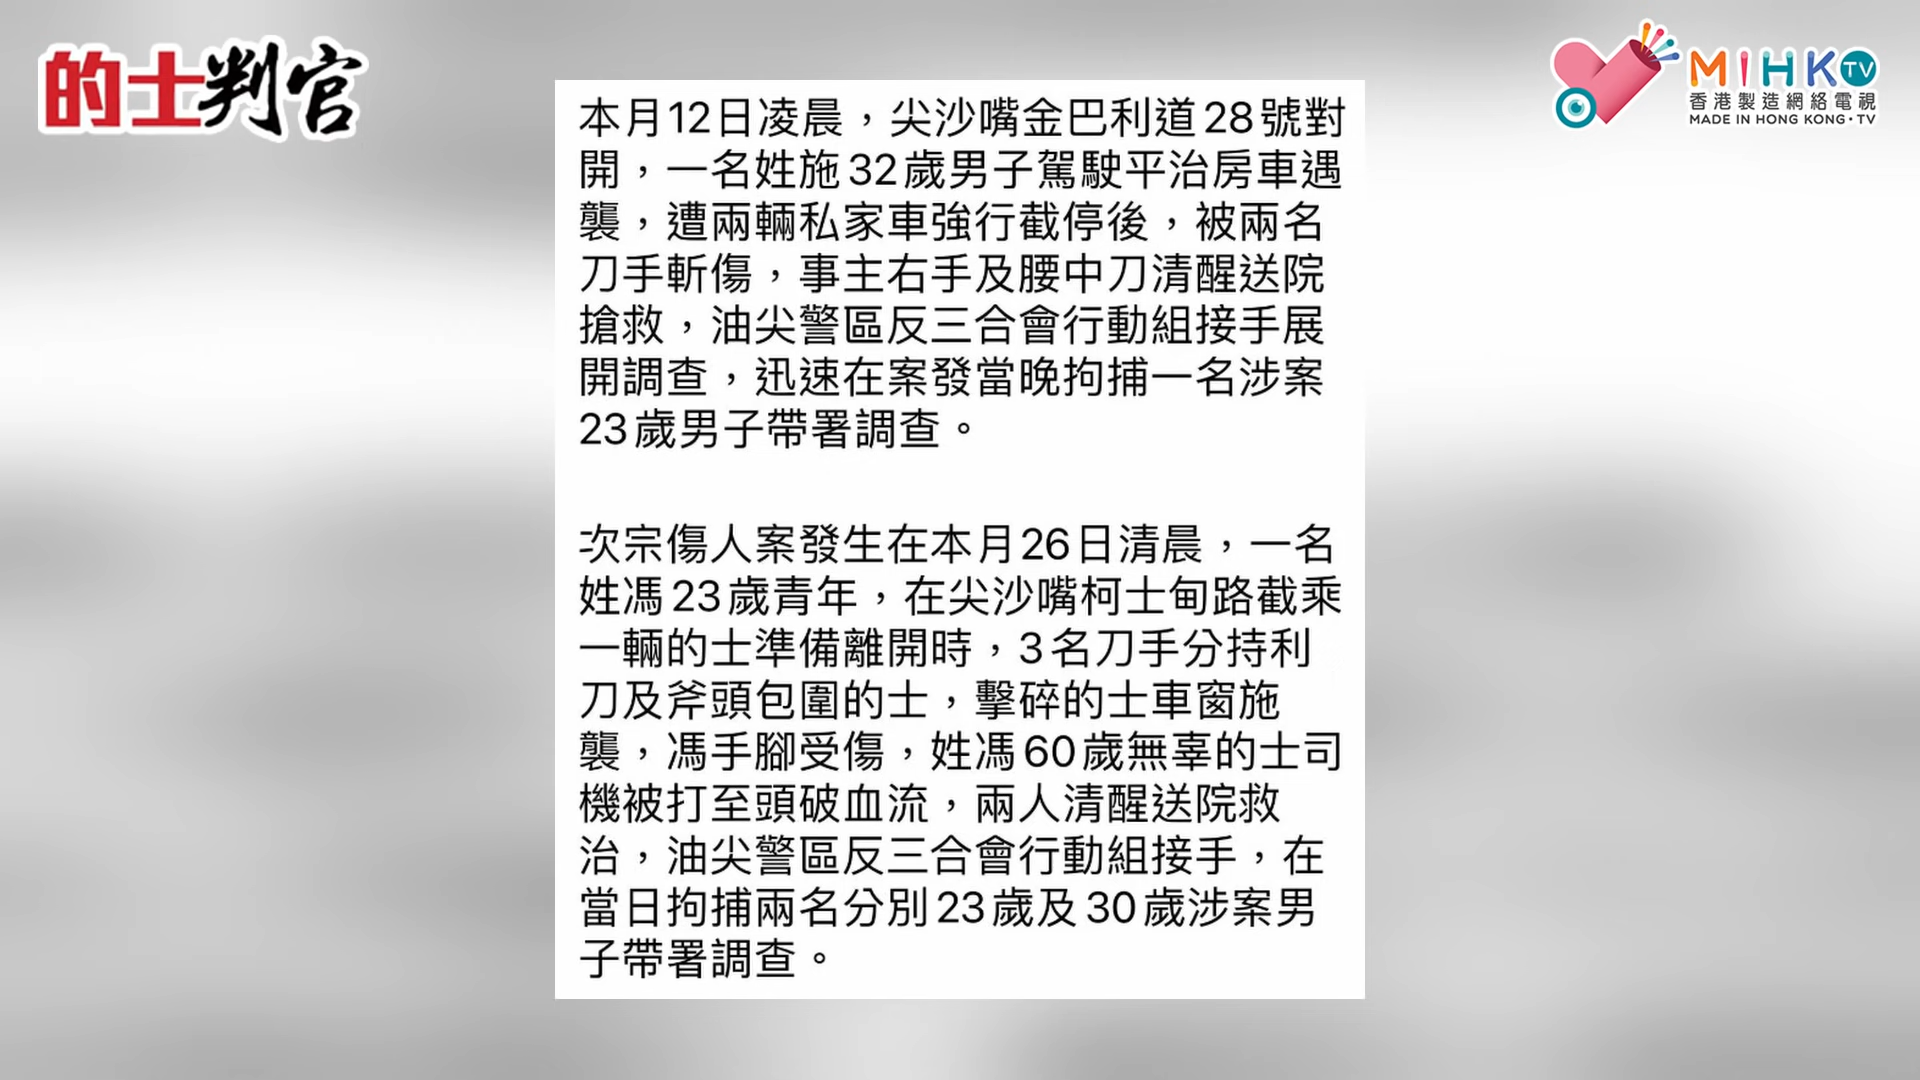 的士判官
MIHK TV
香港製造網絡電視
MADE IN HONG KONG・TV
本月12日凌晨，尖沙嘴金巴利道28號對
開，一名姓施32歲男子駕駛平治房車遇
襲，遭兩輛私家車強行截停後，被兩名
刀手斬傷，事主右手及腰中刀清醒送院
搶救，油尖警區反三合會行動組接手展
開調查，迅速在案發當晚拘捕一名涉案
23歲男子帶署調查。
次宗傷人案發生在本月26日清晨，一名
姓馮23歲青年，在尖沙嘴柯士甸路截乘
一輛的士準備離開時，3名刀手分持利
刀及斧頭包圍的士，擊碎的士車窗施
襲，馮手腳受傷，姓馮60歲無辜的士司
機被打至頭破血流，兩人清醒送院救
治，油尖警區反三合會行動組接手，在
當日拘捕兩名分別23歲及30歲涉案男
子帶署調查。